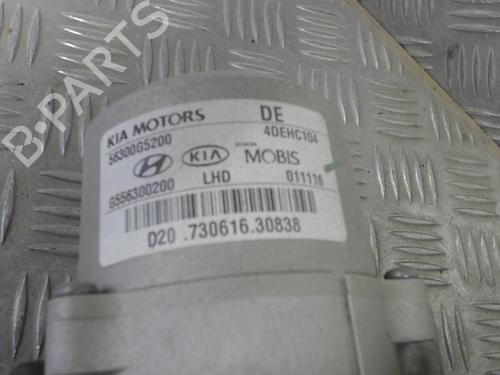 B-PARTS
KIA MOTORS DE
56300G5200 4DEHC104
KIA MOBIS
G556300200 LHD 011116
D20 .730616.30838